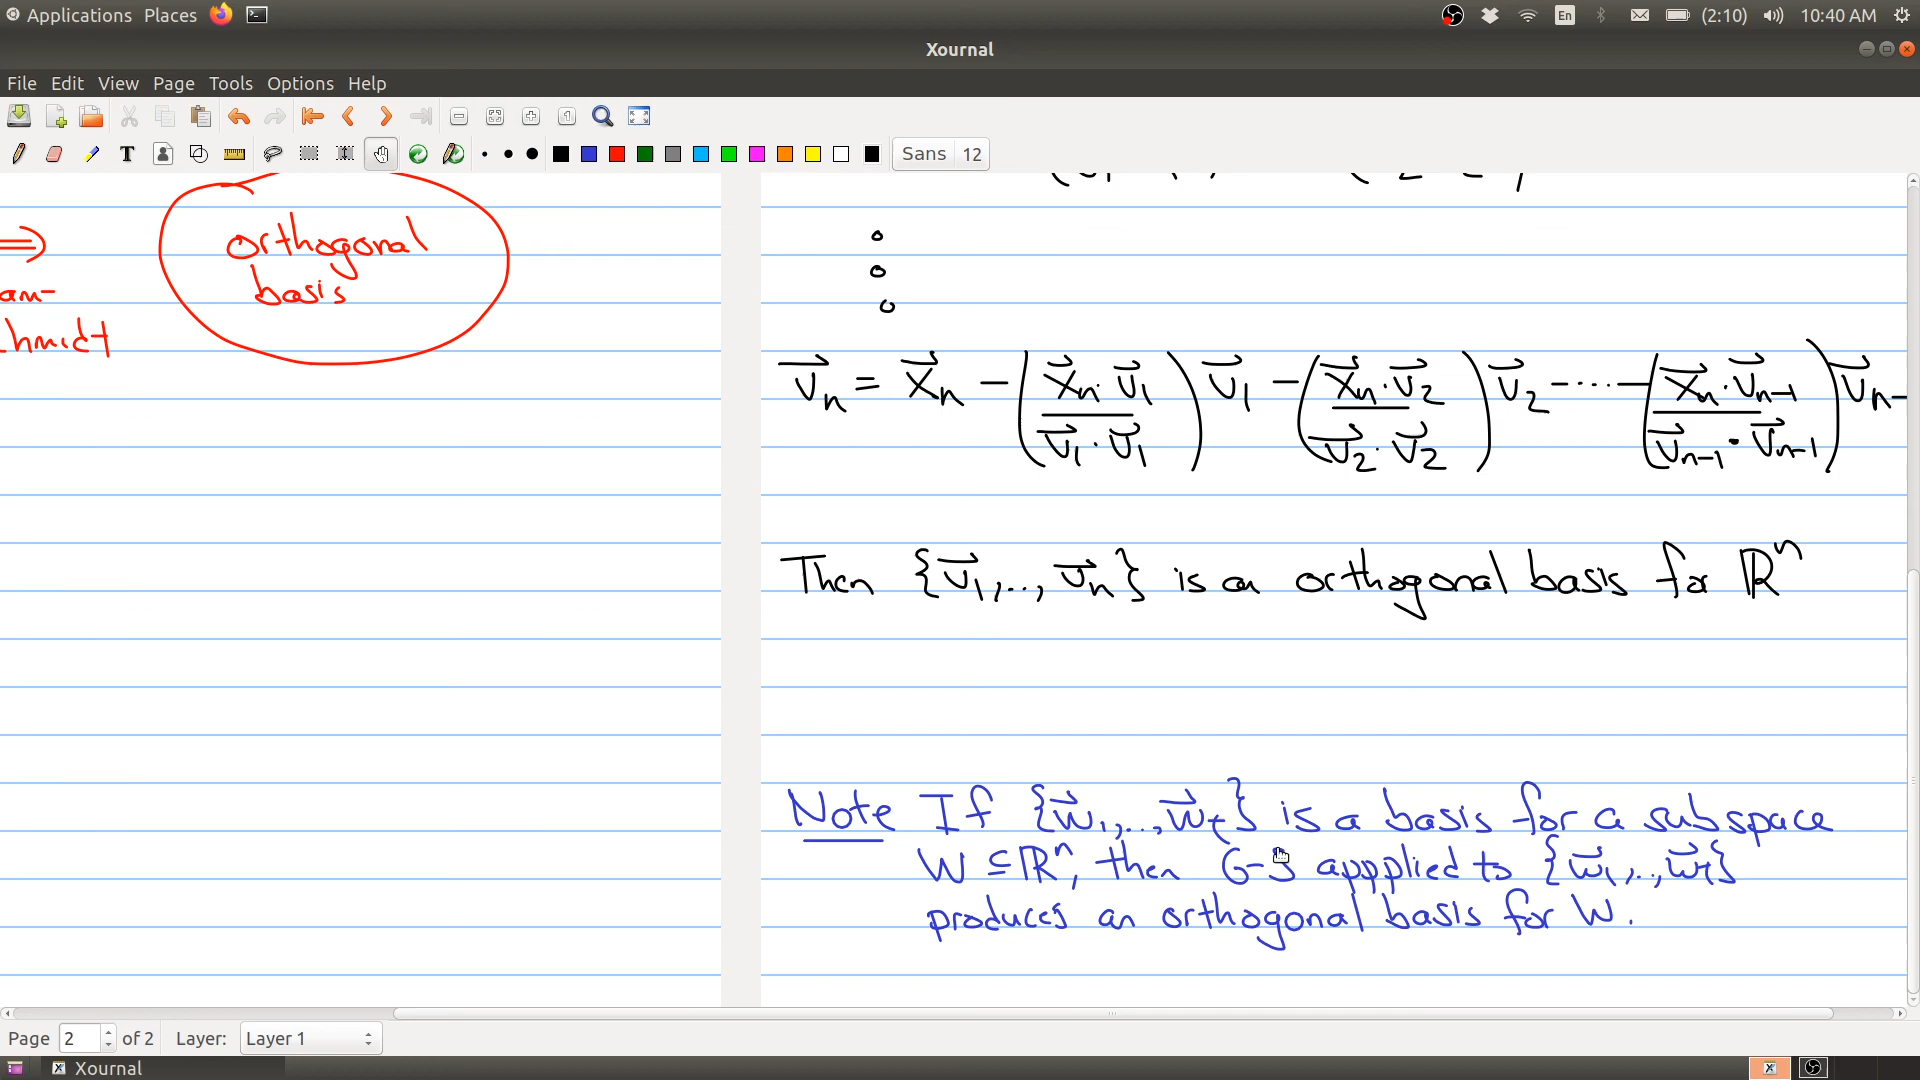 Applications Places En (2:10) 10:40 AM
Xournal
File Edit View Page Tools Options Help
Sans 12
orthogonal
basis
⇒
am-
hmidt
v⃗n = x⃗n - (x⃗n·v⃗1 / v⃗1·v⃗1) v⃗1 - (x⃗n·v⃗2 / v⃗2·v⃗2) v⃗2 - ··· - (x⃗n·v⃗n-1 / v⃗n-1·v⃗n-1) v⃗n-
Then {v⃗1,..,v⃗n} is an orthogonal basis for ℝⁿ
Note If {w⃗1,..,w⃗t} is a basis for a subspace
W ⊆ ℝⁿ, then G-S appplied to {w⃗1,..,w⃗t}
produces an orthogonal basis for W.
Page 2 of 2 Layer: Layer 1
Xournal